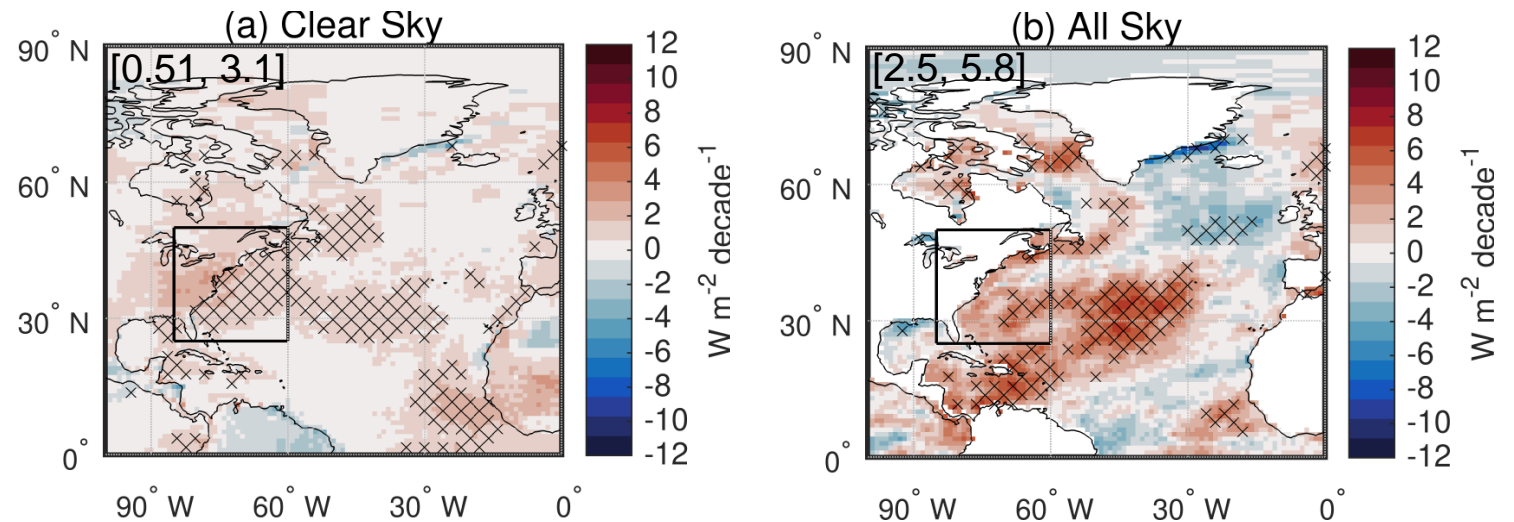 (a) Clear Sky
[0.51, 3.1]
90° N
60° N
30° N
0°
90° W
60° W
30° W
0°
12
10
8
6
4
2
0
-2
-4
-6
-8
-10
-12
W m-2 decade-1
(b) All Sky
[2.5, 5.8]
90° N
60° N
30° N
0°
90° W
60° W
30° W
0°
12
10
8
6
4
2
0
-2
-4
-6
-8
-10
-12
W m-2 decade-1